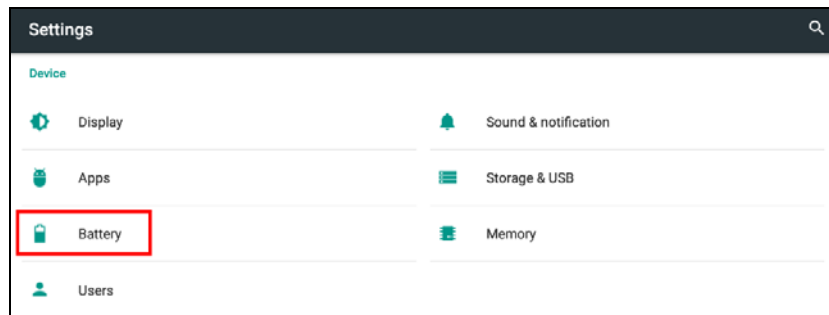 Settings
Device
Display
Sound & notification
Apps
Storage & USB
Battery
Memory
Users